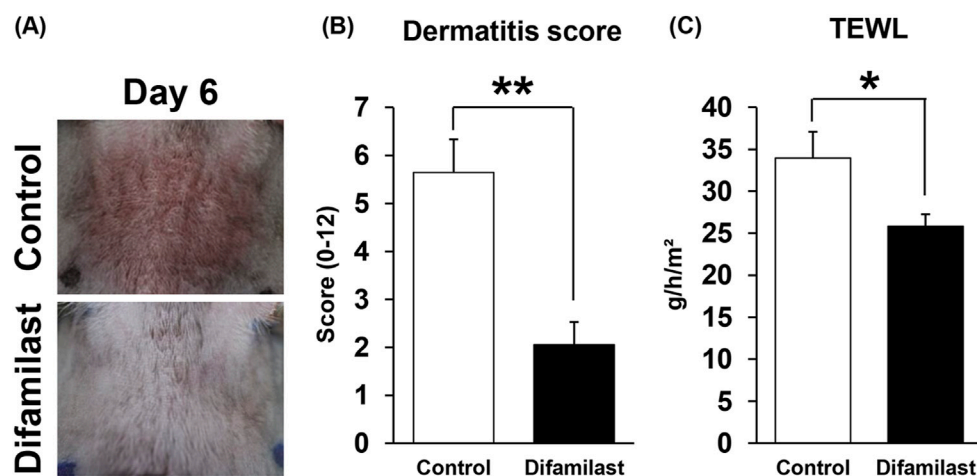 (A)
Day 6
Control
Difamilast
(B) Dermatitis score
**
7
6
5
4
3
2
1
0
Score (0-12)
Control Difamilast
(C) TEWL
*
40
35
30
25
20
15
10
5
0
g/h/m²
Control Difamilast